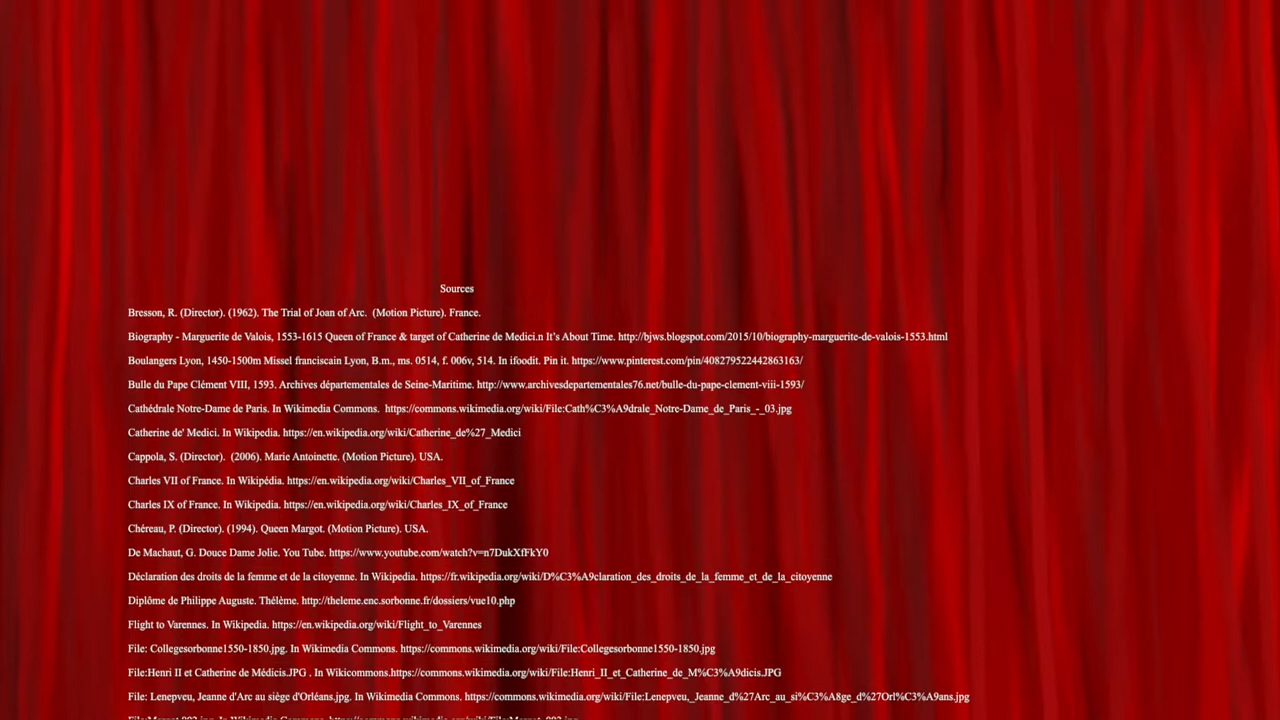 Sources
Bresson, R. (Director). (1962). The Trial of Joan of Arc.  (Motion Picture). France.
Biography - Marguerite de Valois, 1553-1615 Queen of France & target of Catherine de Medici.n It's About Time. http://bjws.blogspot.com/2015/10/biography-marguerite-de-valois-1553.html
Boulangers Lyon, 1450-1500m Missel franciscain Lyon, B.m., ms. 0514, f. 006v, 514. In ifoodit. Pin it. https://www.pinterest.com/pin/408279522442863163/
Bulle du Pape Clément VIII, 1593. Archives départementales de Seine-Maritime. http://www.archivesdepartementales76.net/bulle-du-pape-clement-viii-1593/
Cathédrale Notre-Dame de Paris. In Wikimedia Commons.  https://commons.wikimedia.org/wiki/File:Cath%C3%A9drale_Notre-Dame_de_Paris_-_03.jpg
Catherine de' Medici. In Wikipedia. https://en.wikipedia.org/wiki/Catherine_de%27_Medici
Cappola, S. (Director).  (2006). Marie Antoinette. (Motion Picture). USA.
Charles VII of France. In Wikipédia. https://en.wikipedia.org/wiki/Charles_VII_of_France
Charles IX of France. In Wikipedia. https://en.wikipedia.org/wiki/Charles_IX_of_France
Chéreau, P. (Director). (1994). Queen Margot. (Motion Picture). USA.
De Machaut, G. Douce Dame Jolie. You Tube. https://www.youtube.com/watch?v=n7DukXfFkY0
Déclaration des droits de la femme et de la citoyenne. In Wikipedia. https://fr.wikipedia.org/wiki/D%C3%A9claration_des_droits_de_la_femme_et_de_la_citoyenne
Diplôme de Philippe Auguste. Thélème. http://theleme.enc.sorbonne.fr/dossiers/vue10.php
Flight to Varennes. In Wikipedia. https://en.wikipedia.org/wiki/Flight_to_Varennes
File: Collegesorbonne1550-1850.jpg. In Wikimedia Commons. https://commons.wikimedia.org/wiki/File:Collegesorbonne1550-1850.jpg
File:Henri II et Catherine de Médicis.JPG . In Wikicommons.https://commons.wikimedia.org/wiki/File:Henri_II_et_Catherine_de_M%C3%A9dicis.JPG
File: Lenepveu, Jeanne d'Arc au siège d'Orléans.jpg. In Wikimedia Commons. https://commons.wikimedia.org/wiki/File:Lenepveu,_Jeanne_d%27Arc_au_si%C3%A8ge_d%27Orl%C3%A9ans.jpg